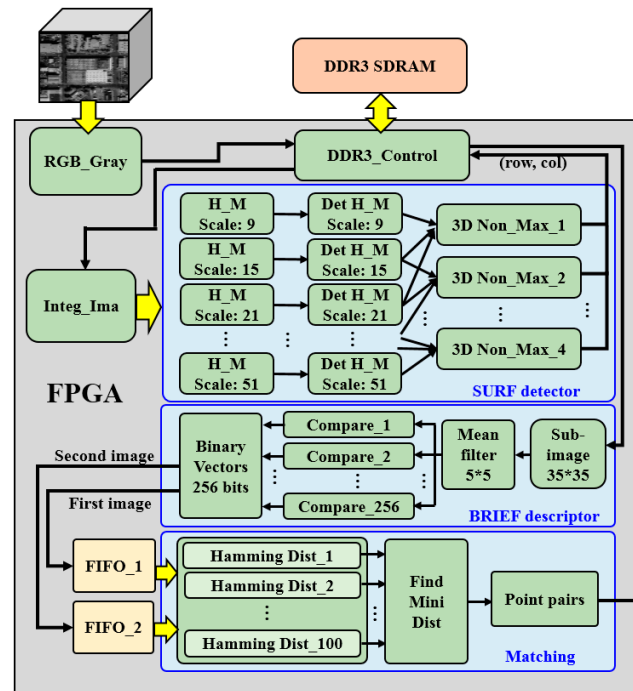 DDR3 SDRAM
RGB_Gray
DDR3_Control
(row, col)
H_M
Scale: 9
Det H_M
Scale: 9
3D Non_Max_1
H_M
Scale: 15
Det H_M
Scale: 15
3D Non_Max_2
Integ_Ima
H_M
Scale: 21
Det H_M
Scale: 21
...
...
...
...
...
3D Non_Max_4
H_M
Scale: 51
Det H_M
Scale: 51
SURF detector
FPGA
Second image
First image
Binary
Vectors
256 bits
Compare_1
Compare_2
...
...
Compare_256
Mean
filter
5*5
Sub-
image
35*35
BRIEF descriptor
FIFO_1
FIFO_2
Hamming Dist_1
Hamming Dist_2
...
...
Hamming Dist_100
Find
Mini
Dist
Point pairs
Matching